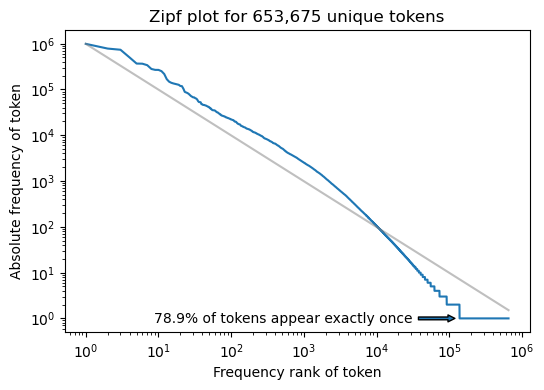 Zipf plot for 653,675 unique tokens
Absolute frequency of token
10^6
10^5
10^4
10^3
10^2
10^1
10^0
78.9% of tokens appear exactly once
10^0 10^1 10^2 10^3 10^4 10^5 10^6
Frequency rank of token